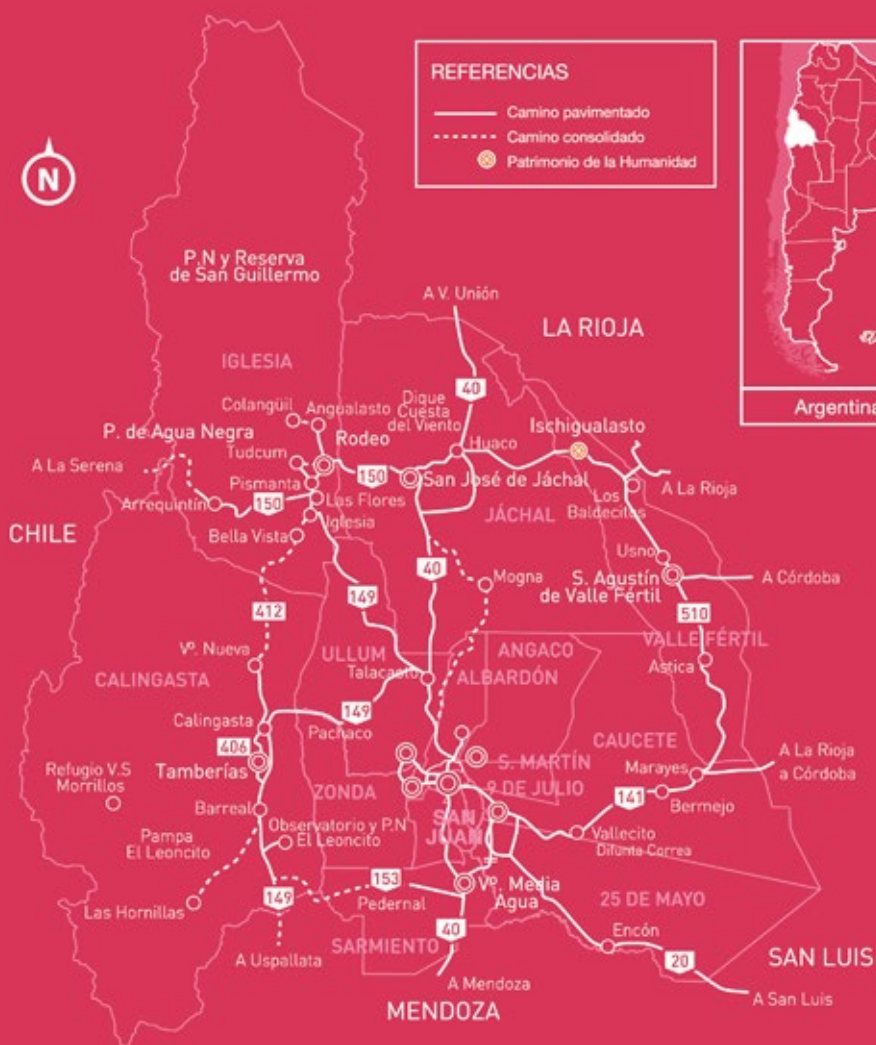 REFERENCIAS
Camino pavimentado
Camino consolidado
Patrimonio de la Humanidad
N
Argentina
P.N y Reserva
de San Guillermo
A V. Unión
LA RIOJA
IGLESIA
40
Colangüil
Angualasto
Dique
Cuesta
del Viento
Ischigualasto
P. de Agua Negra
Rodeo
Huaco
Tudcum
A La Serena
150
San José de Jáchal
Pismanta
A La Rioja
Las Flores
Los
Baldecitos
Arrequintín
150
JÁCHAL
Iglesia
CHILE
Bella Vista
Usno
40
Mogna
S. Agustín
de Valle Fértil
A Córdoba
149
412
510
Vº. Nueva
ULLUM
ANGACO
VALLE FÉRTIL
Talacasto
ALBARDÓN
Astica
CALINGASTA
149
Calingasta
Pachaco
CAUCETE
406
A La Rioja
a Córdoba
Tamberías
S. MARTÍN
Marayes
Refugio V.S
Morrillos
ZONDA
9 DE JULIO
141
Bermejo
Barreal
SAN
JUAN
Observatorio y P.N
El Leoncito
Vallecito
Difunta Correa
Pampa
El Leoncito
153
Vº. Media
Agua
149
Pedernal
25 DE MAYO
Las Hornillas
40
Encón
SARMIENTO
A Uspallata
20
SAN LUIS
A Mendoza
A San Luis
MENDOZA